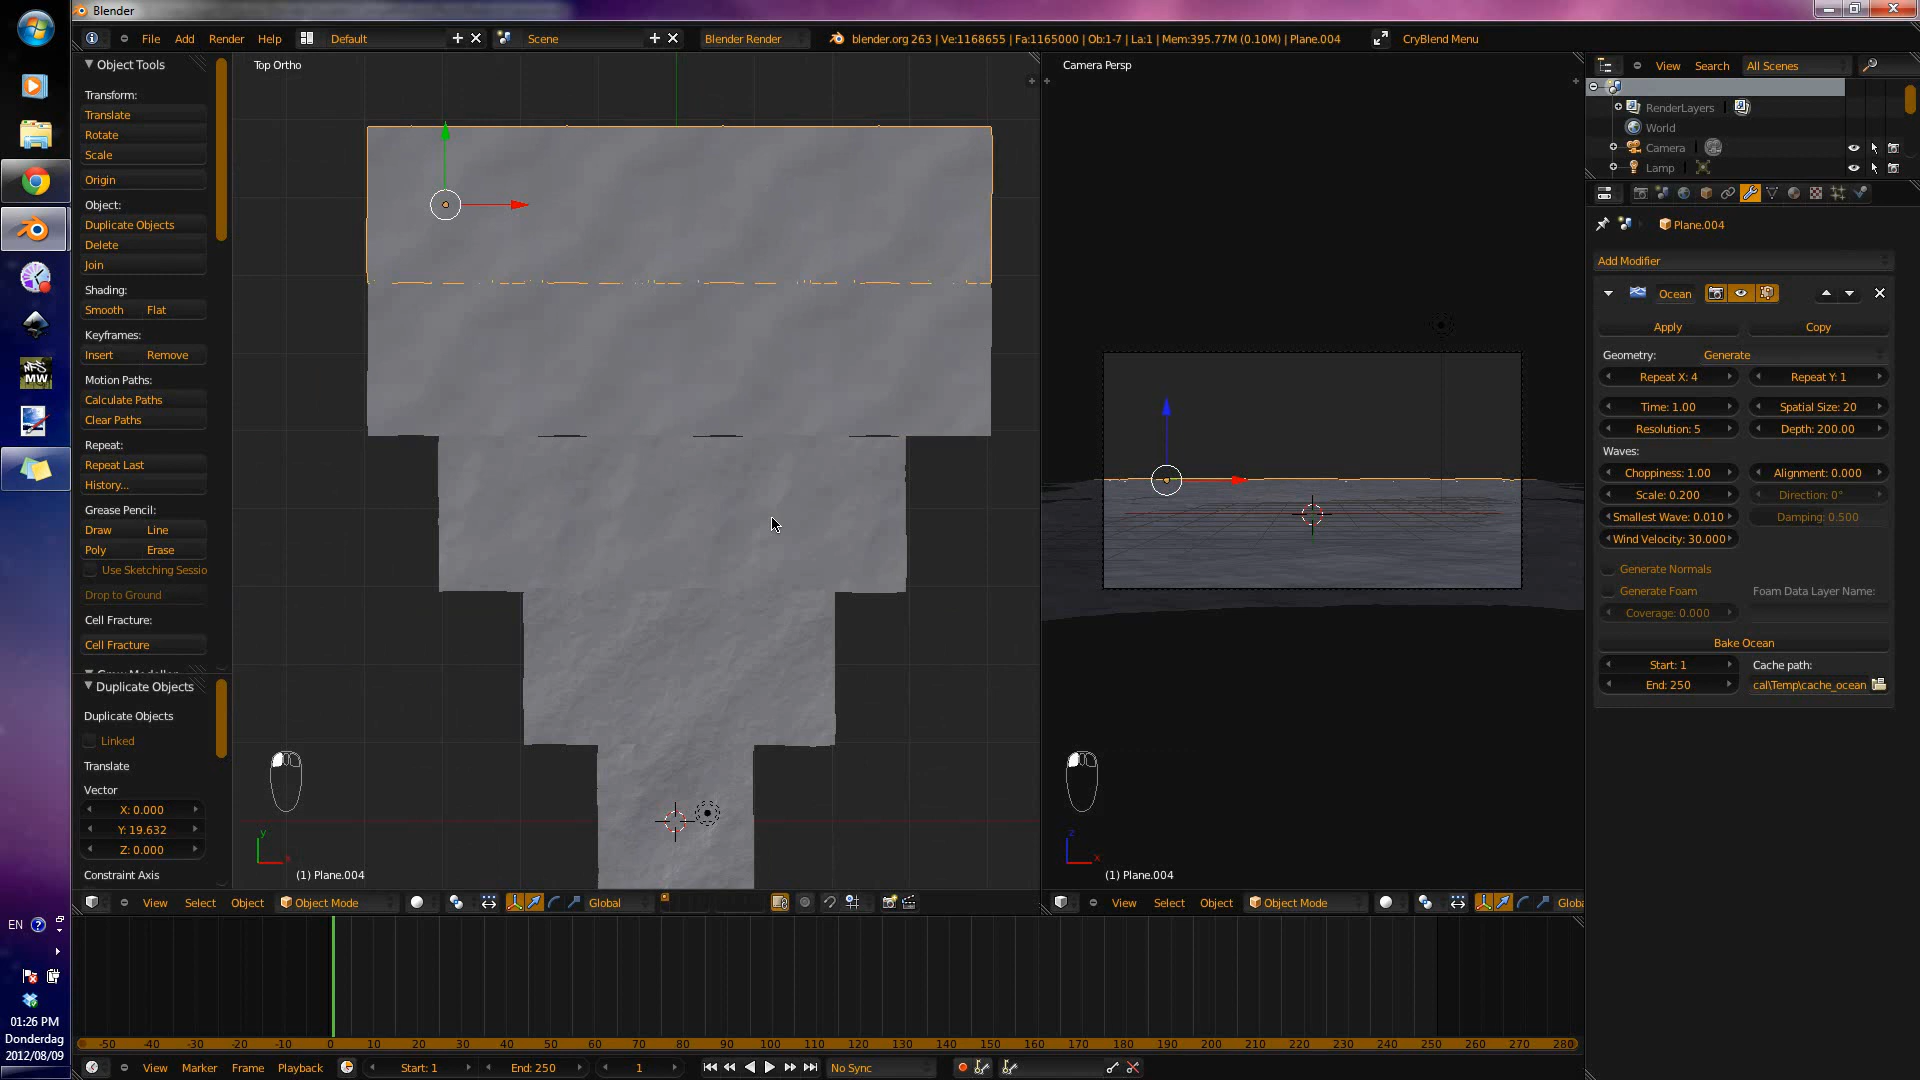 Blender
File Add Render Help Default Scene Blender Render blender.org 263 | Ve:1168655 | Fa:1165000 | Ob:1-7 | La:1 | Mem:395.77M (0.10M) | Plane.004 CryBlend Menu
Object Tools
Transform:
Translate
Rotate
Scale
Origin
Object:
Duplicate Objects
Delete
Join
Shading:
Smooth Flat
Keyframes:
Insert Remove
Motion Paths:
Calculate Paths
Clear Paths
Repeat:
Repeat Last
History...
Grease Pencil:
Draw Line
Poly Erase
Use Sketching Sessio
Drop to Ground
Cell Fracture:
Cell Fracture
Duplicate Objects
Duplicate Objects
Linked
Translate
Vector
X: 0.000
Y: 19.632
Z: 0.000
Constraint Axis
Top Ortho
y
x
(1) Plane.004
View Select Object Object Mode Global
Camera Persp
z
x
(1) Plane.004
View Select Object Object Mode Globa
View Search All Scenes
RenderLayers
World
Camera
Lamp
Plane.004
Add Modifier
Ocean
Apply Copy
Geometry: Generate
Repeat X: 4 Repeat Y: 1
Time: 1.00 Spatial Size: 20
Resolution: 5 Depth: 200.00
Waves:
Choppiness: 1.00 Alignment: 0.000
Scale: 0.200 Direction: 0°
Smallest Wave: 0.010 Damping: 0.500
Wind Velocity: 30.000
Generate Normals
Generate Foam Foam Data Layer Name:
Coverage: 0.000
Bake Ocean
Start: 1 Cache path:
End: 250 cal\Temp\cache_ocean
-50 -40 -30 -20 -10 0 10 20 30 40 50 60 70 80 90 100 110 120 130 140 150 160 170 180 190 200 210 220 230 240 250 260 270 280
View Marker Frame Playback Start: 1 End: 250 1 No Sync
NFS
MW
EN
01:26 PM
Donderdag
2012/08/09